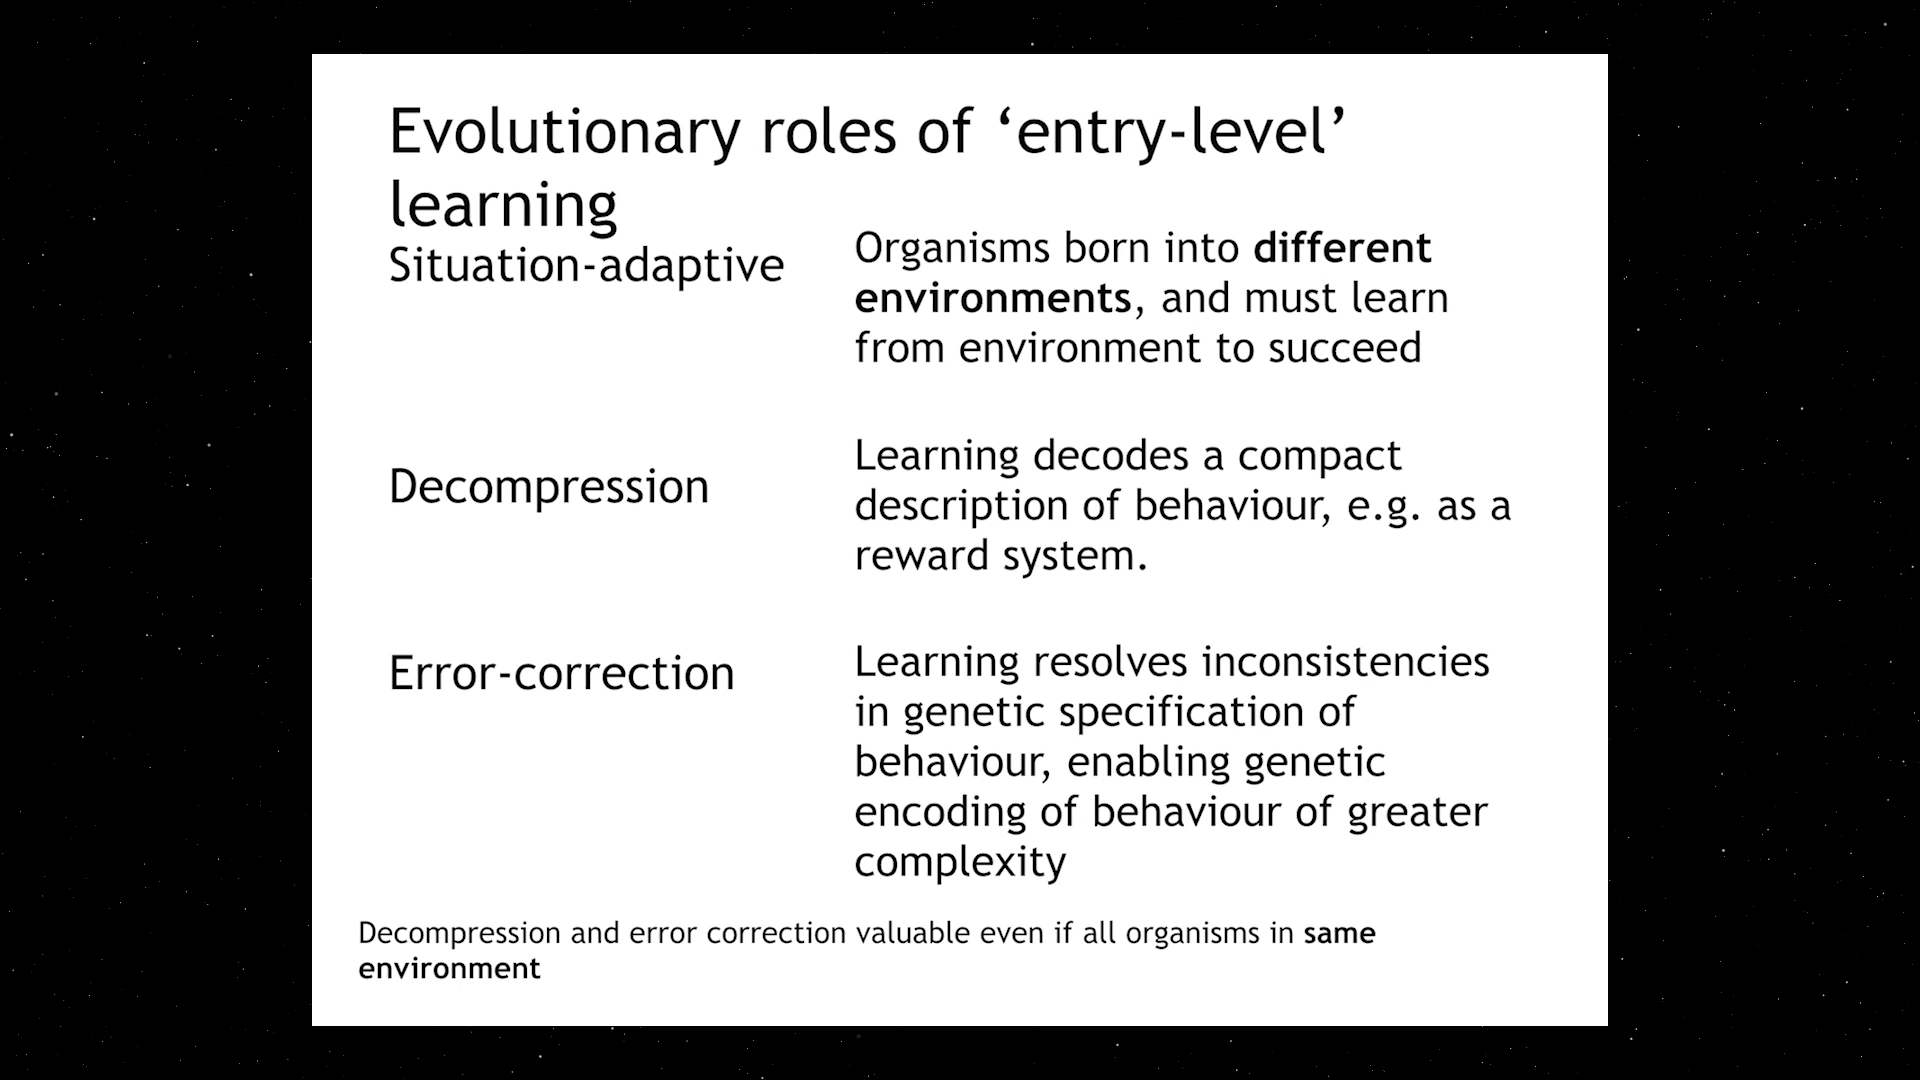 Evolutionary roles of ‘entry-level’
learning
Situation-adaptive
Organisms born into different
environments, and must learn
from environment to succeed
Decompression
Learning decodes a compact
description of behaviour, e.g. as a
reward system.
Error-correction
Learning resolves inconsistencies
in genetic specification of
behaviour, enabling genetic
encoding of behaviour of greater
complexity
Decompression and error correction valuable even if all organisms in same
environment